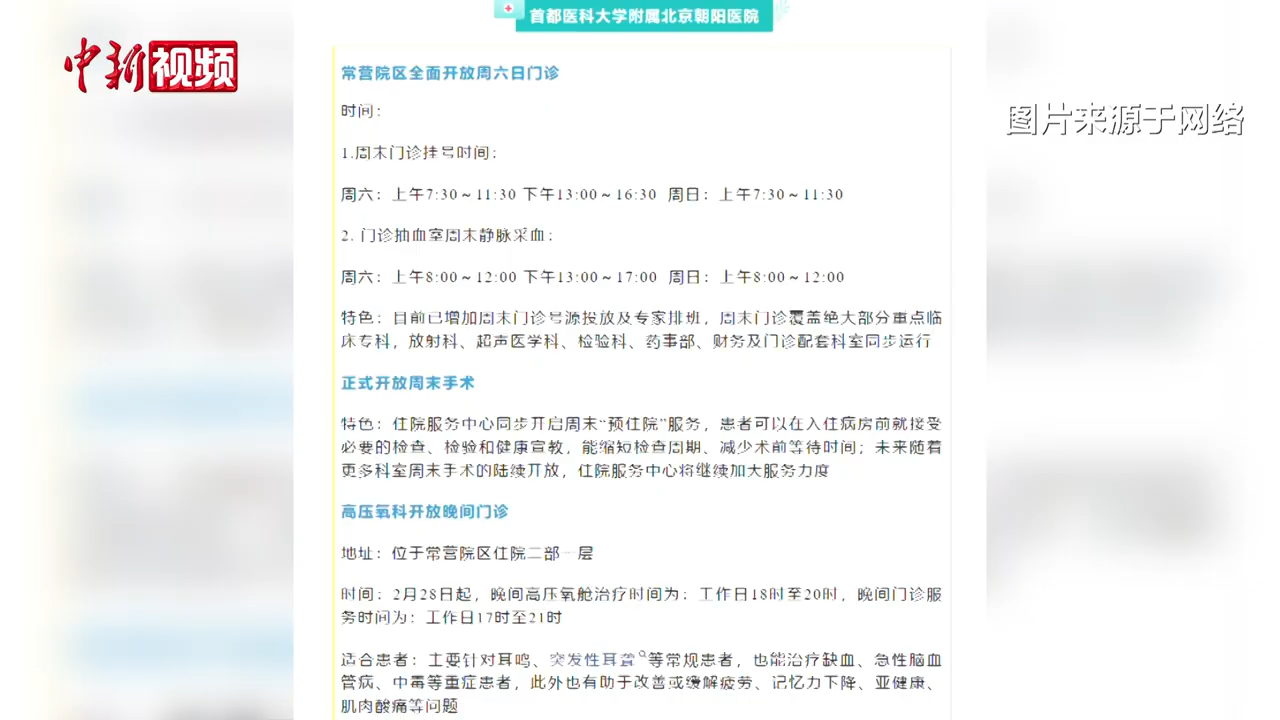 首都医科大学附属北京朝阳医院
中新视频
图片来源于网络
常营院区全面开放周六日门诊
时间：
1.周末门诊挂号时间：
周六：上午7:30～11:30 下午13:00～16:30 周日：上午7:30～11:30
2. 门诊抽血室周末静脉采血：
周六：上午8:00～12:00 下午13:00～17:00 周日：上午8:00～12:00
特色：目前已增加周末门诊号源投放及专家排班，周末门诊覆盖绝大部分重点临
床专科，放射科、超声医学科、检验科、药事部、财务及门诊配套科室同步运行
正式开放周末手术
特色：住院服务中心同步开启周末“预住院”服务，患者可以在入住病房前就接受
必要的检查、检验和健康宣教，能缩短检查周期、减少术前等待时间；未来随着
更多科室周末手术的陆续开放，住院服务中心将继续加大服务力度
高压氧科开放晚间门诊
地址：位于常营院区住院二部一层
时间：2月28日起，晚间高压氧舱治疗时间为：工作日18时至20时，晚间门诊服
务时间为：工作日17时至21时
适合患者：主要针对耳鸣、突发性耳聋等常规患者，也能治疗缺血、急性脑血
管病、中毒等重症患者，此外也有助于改善或缓解疲劳、记忆力下降、亚健康、
肌肉酸痛等问题